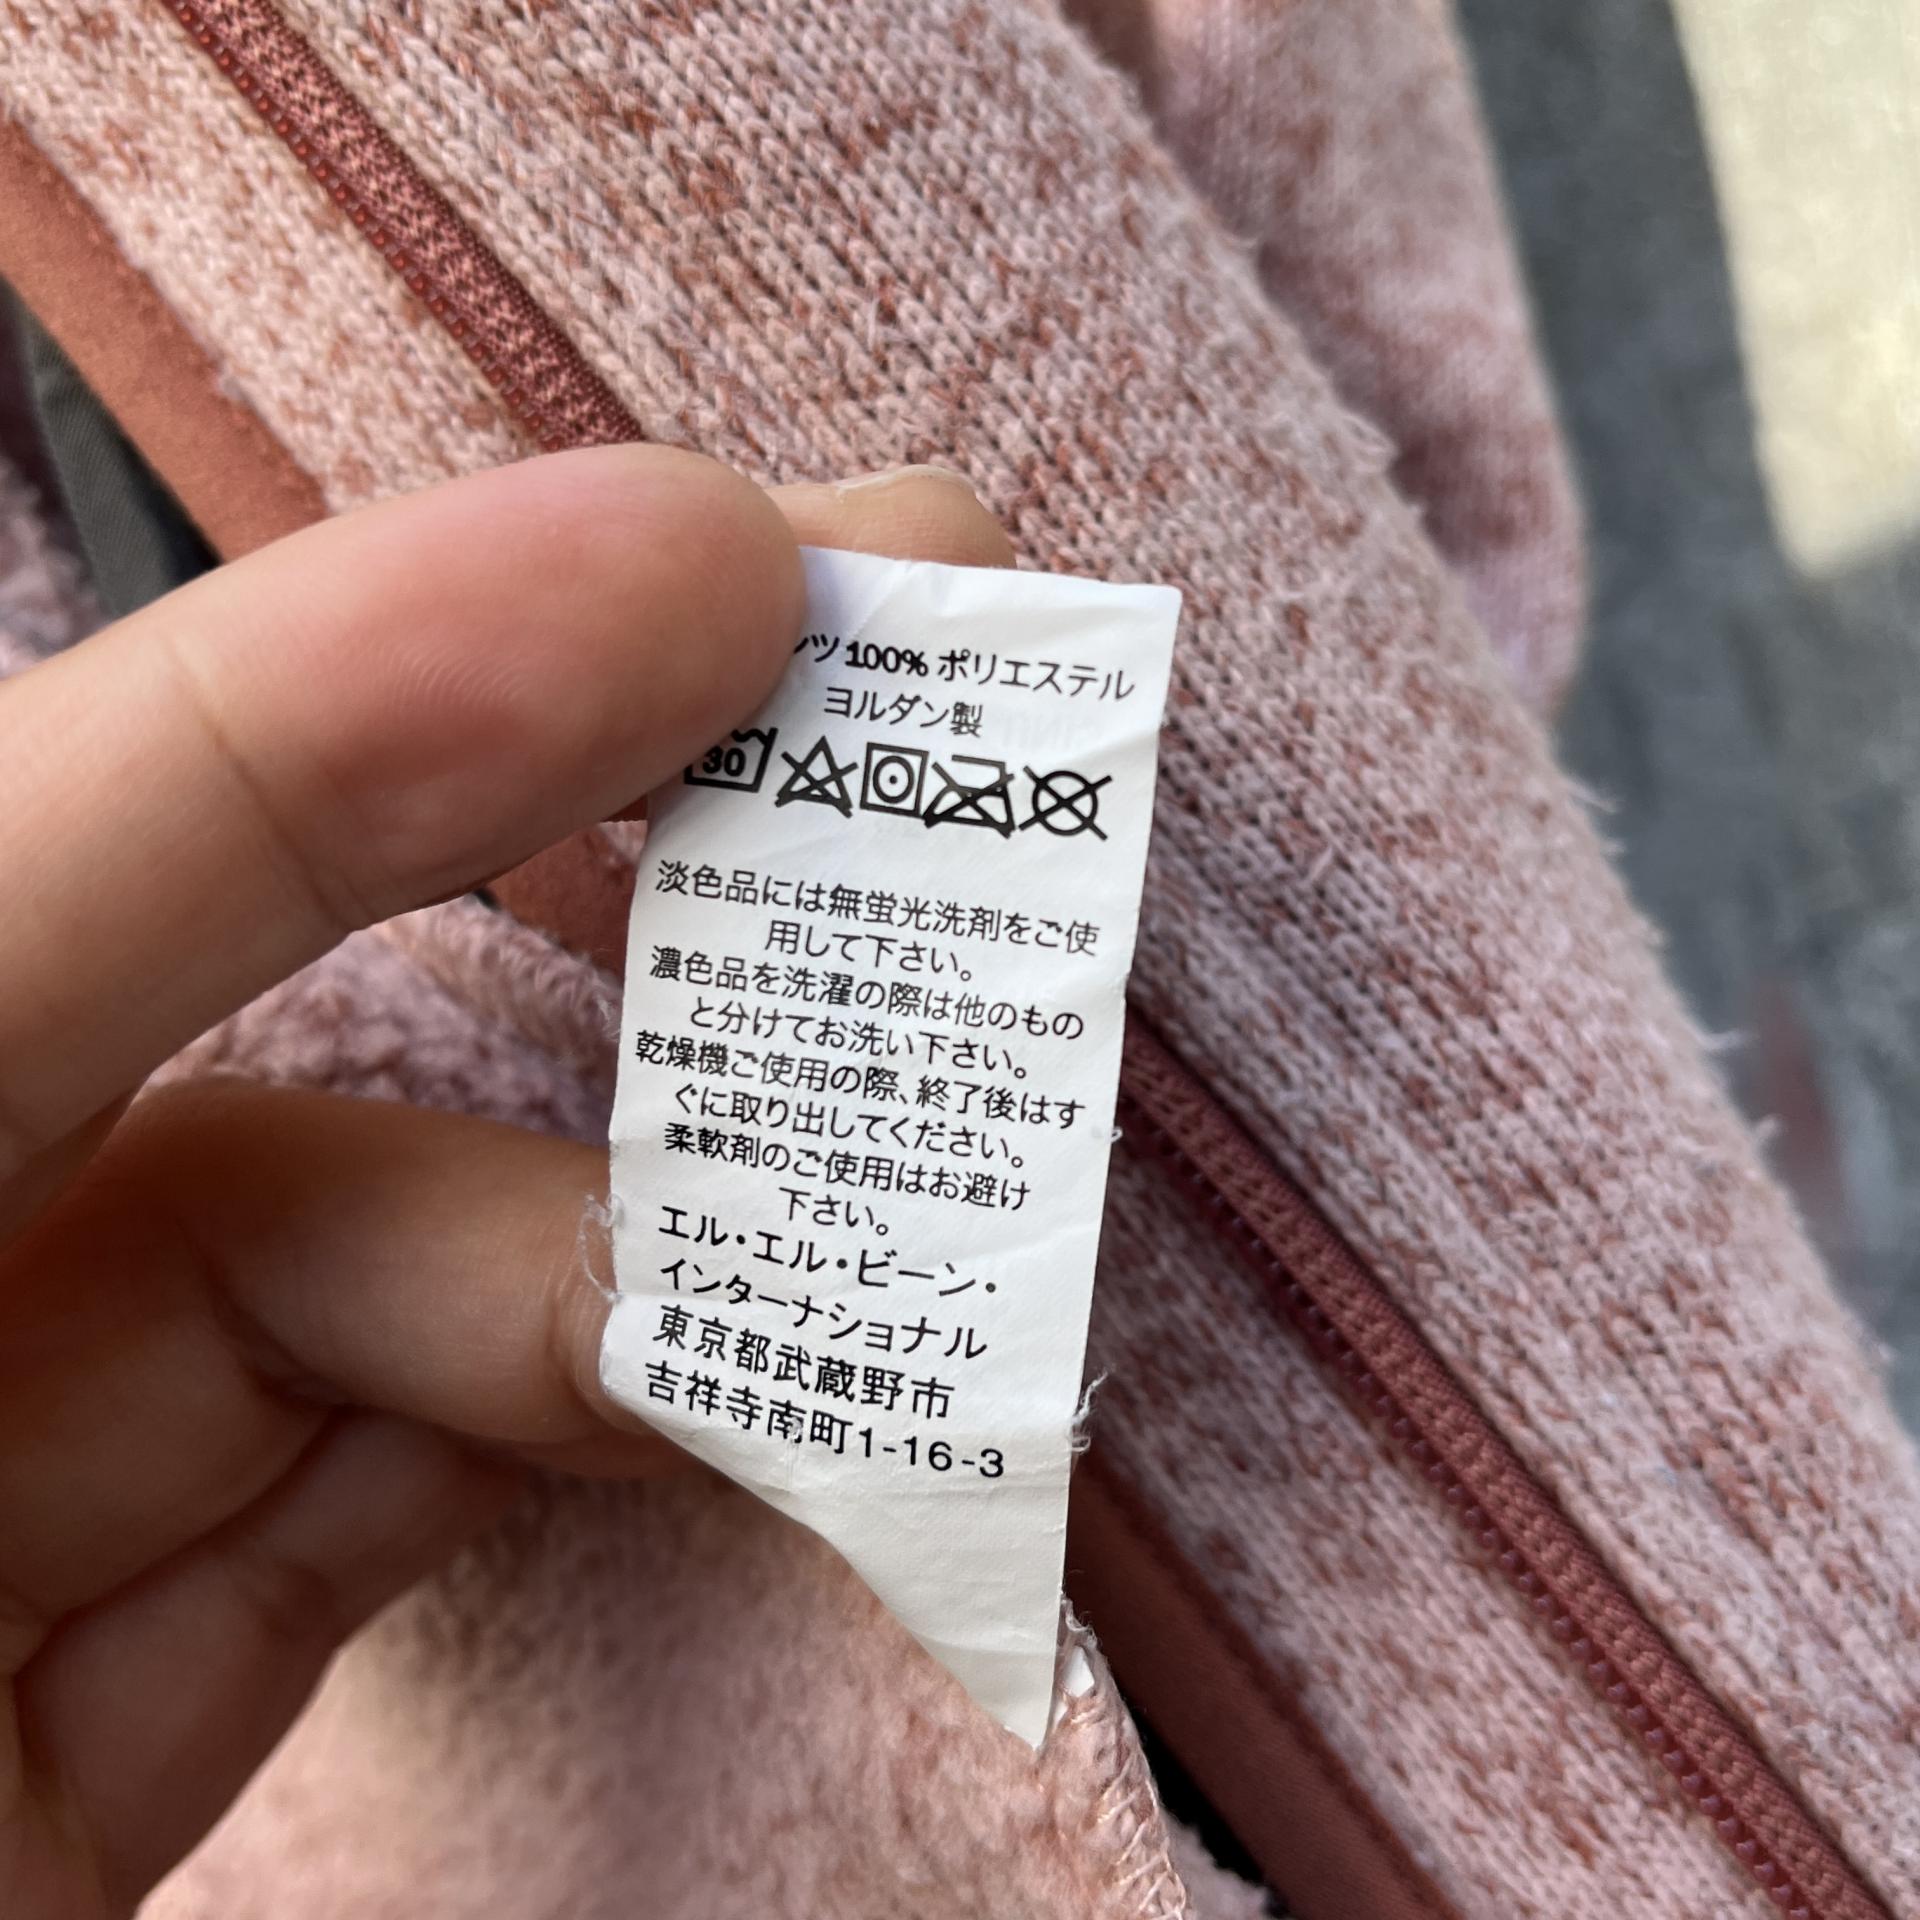 ツ 100% ポリエステル
ヨルダン製
30
淡色品には無蛍光洗剤をご使
用して下さい。
濃色品を洗濯の際は他のもの
と分けてお洗い下さい。
乾燥機ご使用の際、終了後はす
ぐに取り出してください。
柔軟剤のご使用はお避け
下さい。
エル・エル・ビーン・
インターナショナル
東京都武蔵野市
吉祥寺南町1-16-3